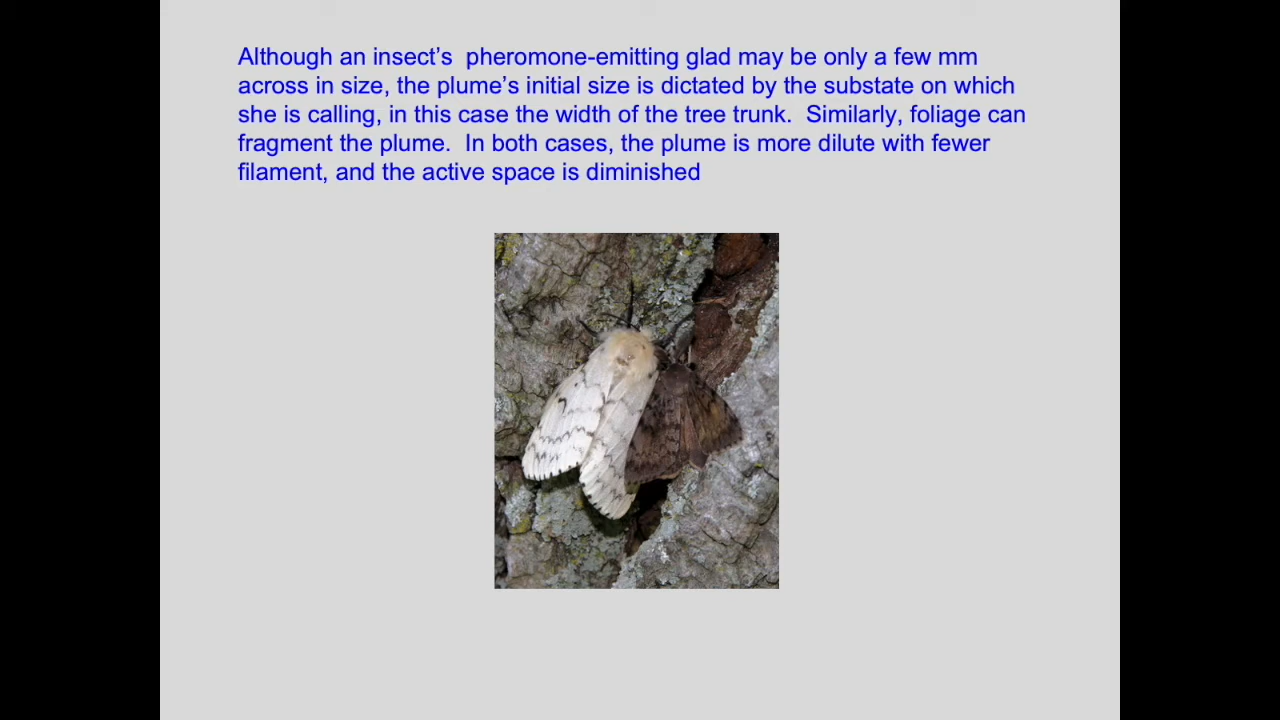 Although an insect’s  pheromone-emitting glad may be only a few mm
across in size, the plume’s initial size is dictated by the substate on which
she is calling, in this case the width of the tree trunk.  Similarly, foliage can
fragment the plume.  In both cases, the plume is more dilute with fewer
filament, and the active space is diminished